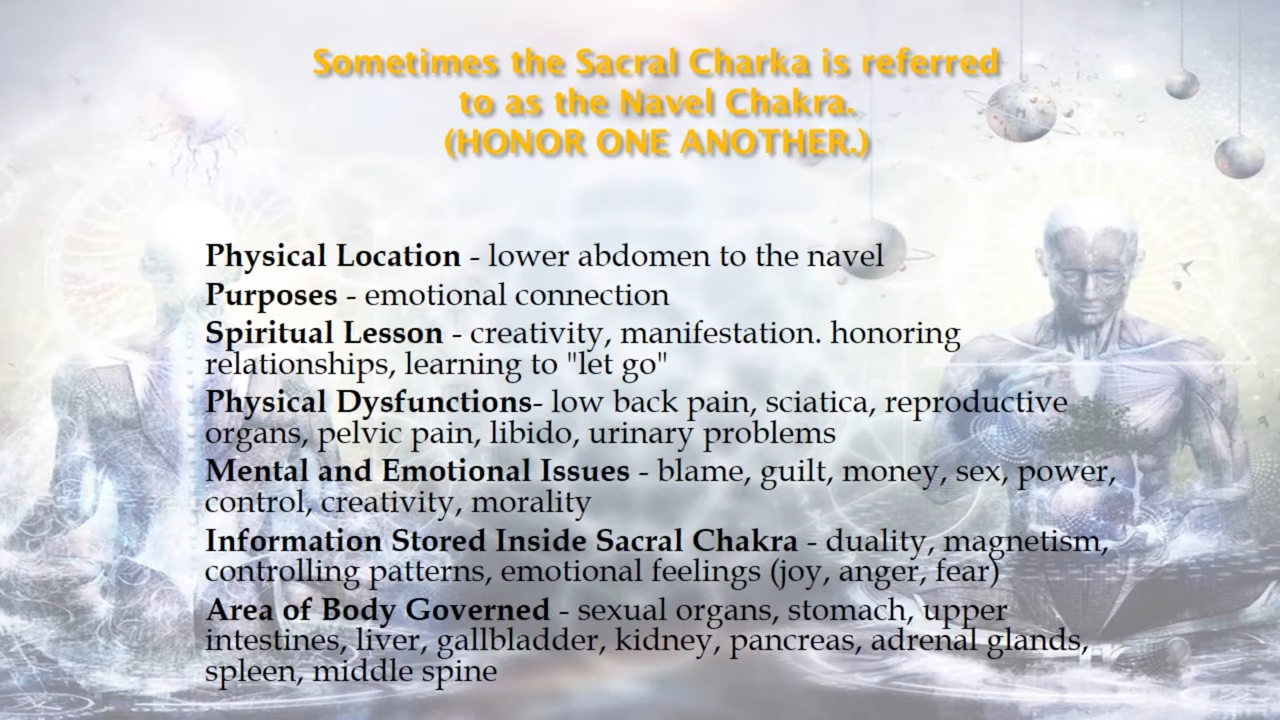 Sometimes the Sacral Charka is referred
to as the Navel Chakra.
(HONOR ONE ANOTHER.)
Physical Location - lower abdomen to the navel
Purposes - emotional connection
Spiritual Lesson - creativity, manifestation. honoring
relationships, learning to "let go"
Physical Dysfunctions- low back pain, sciatica, reproductive
organs, pelvic pain, libido, urinary problems
Mental and Emotional Issues - blame, guilt, money, sex, power,
control, creativity, morality
Information Stored Inside Sacral Chakra - duality, magnetism,
controlling patterns, emotional feelings (joy, anger, fear)
Area of Body Governed - sexual organs, stomach, upper
intestines, liver, gallbladder, kidney, pancreas, adrenal glands,
spleen, middle spine